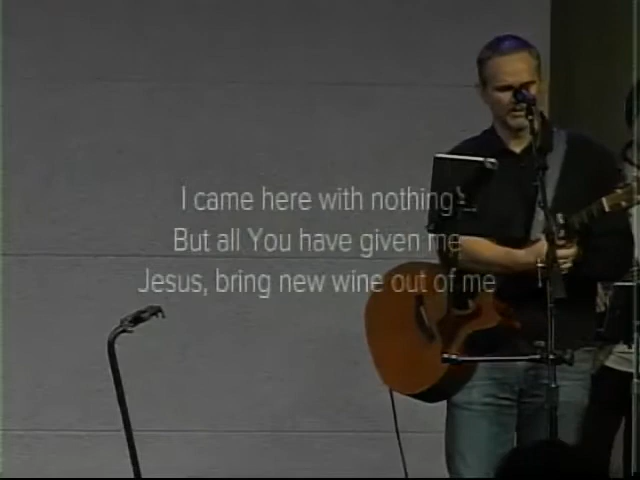 I came here with nothing
But all You have given me
Jesus, bring new wine out of me